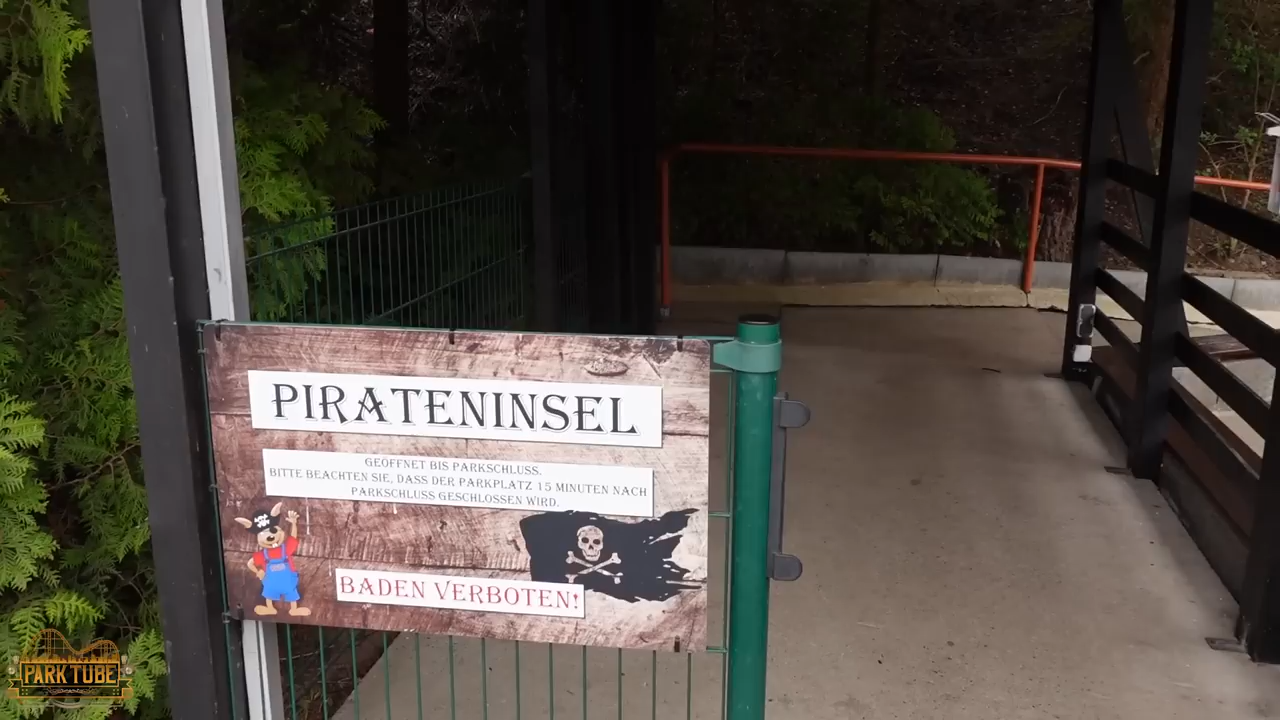 PIRATENINSEL
GEÖFFNET BIS PARKSCHLUSS.
BITTE BEACHTEN SIE, DASS DER PARKPLATZ 15 MINUTEN NACH
PARKSCHLUSS GESCHLOSSEN WIRD.
BADEN VERBOTEN!
PARK TUBE